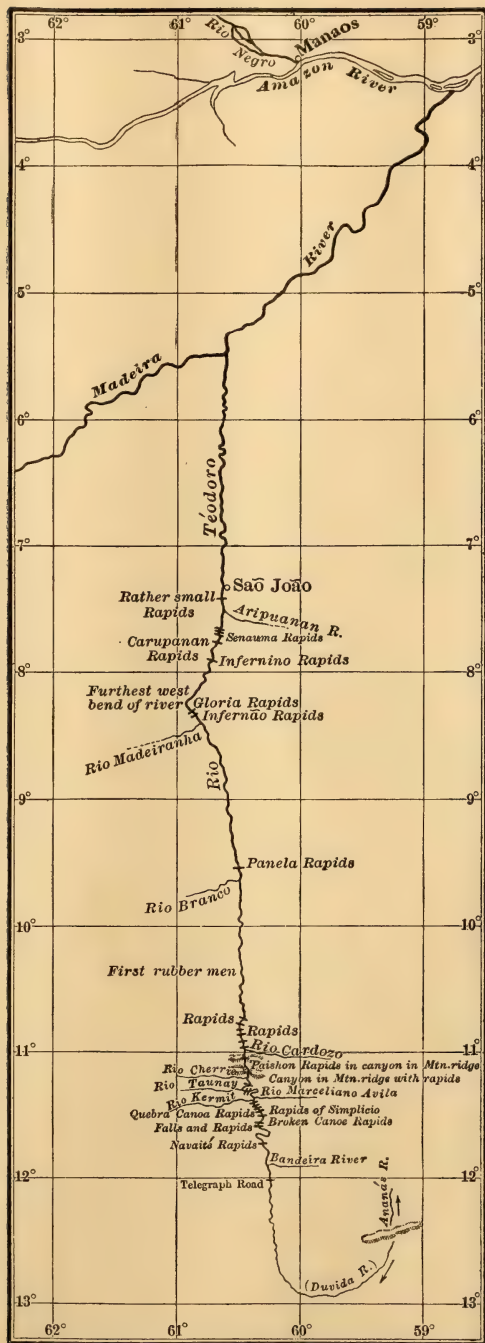 62° 61° 60° 59°
3° 3°
Rio
Negro
Manáos
Amazon River
4° 4°
River
5° 5°
Madeira
6° 6°
Téodoro
7° 7°
Saõ Joaõ
Rather small
Rapids
Aripuanan R.
Senauma Rapids
Carupanan
Rapids
Infernino Rapids
8° 8°
Furthest west
bend of river
Gloria Rapids
Infernão Rapids
Rio Madeiranha
Rio
9° 9°
Panela Rapids
Rio Branco
10° 10°
First rubber men
Rapids
Rapids
11° 11°
Rio Cardozo
Paishon Rapids in canyon in Mtn.ridge
Rio Cherrie
Canyon in Mtn.ridge with rapids
Rio Taunay
Rio Marceliano Avila
Rio Kermit
Quebra Canoa Rapids
Rapids of Simplicio
Falls and Rapids
Broken Canoe Rapids
Navaitó Rapids
Bandeira River
12° 12°
Telegraph Road
Ananás R.
(Duvida R.)
13° 13°
62° 61° 60° 59°